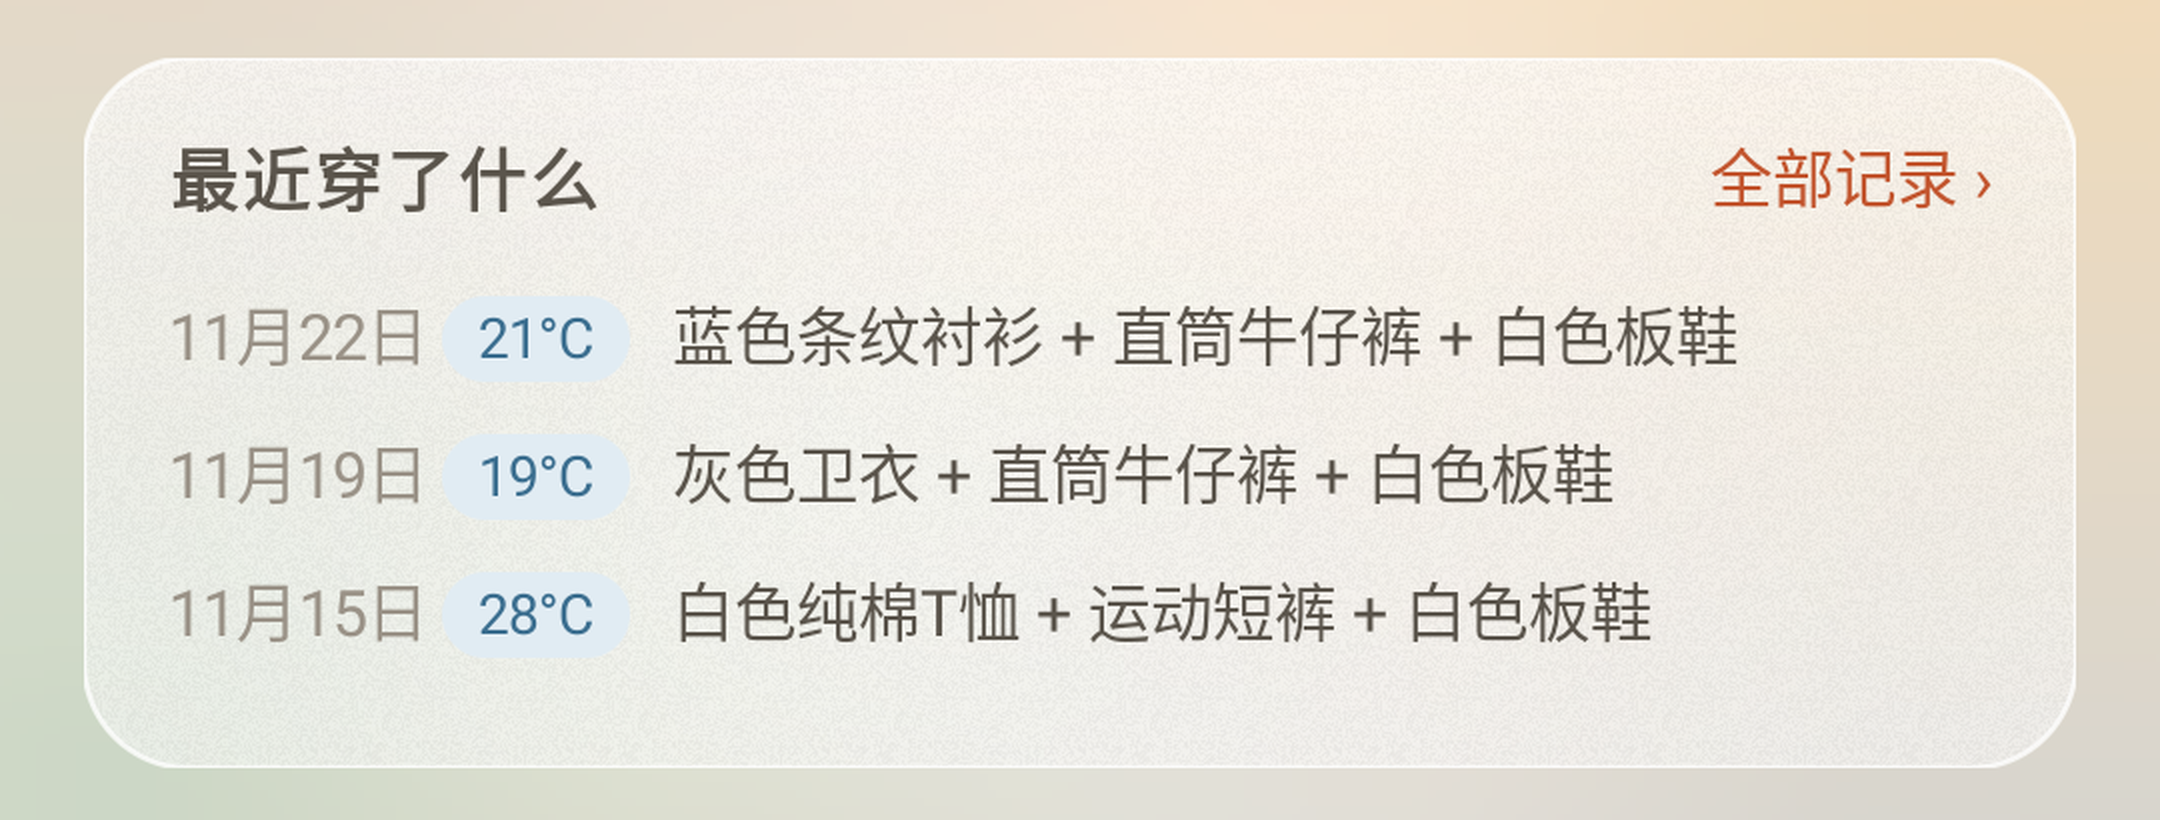 最近穿了什么 全部记录 ›
11月22日 21°C 蓝色条纹衬衫 + 直筒牛仔裤 + 白色板鞋
11月19日 19°C 灰色卫衣 + 直筒牛仔裤 + 白色板鞋
11月15日 28°C 白色纯棉T恤 + 运动短裤 + 白色板鞋